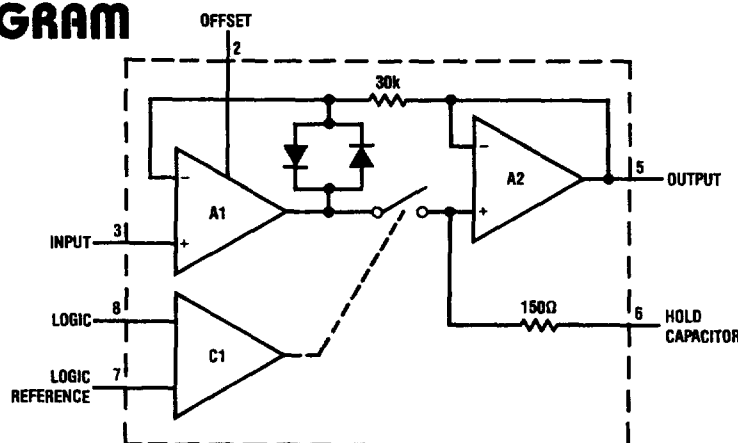 GRAM
OFFSET
2
30k
A1
A2
5
OUTPUT
INPUT
3
LOGIC
8
C1
150Ω
6
HOLD
CAPACITOR
LOGIC
REFERENCE
7
-
+
-
+